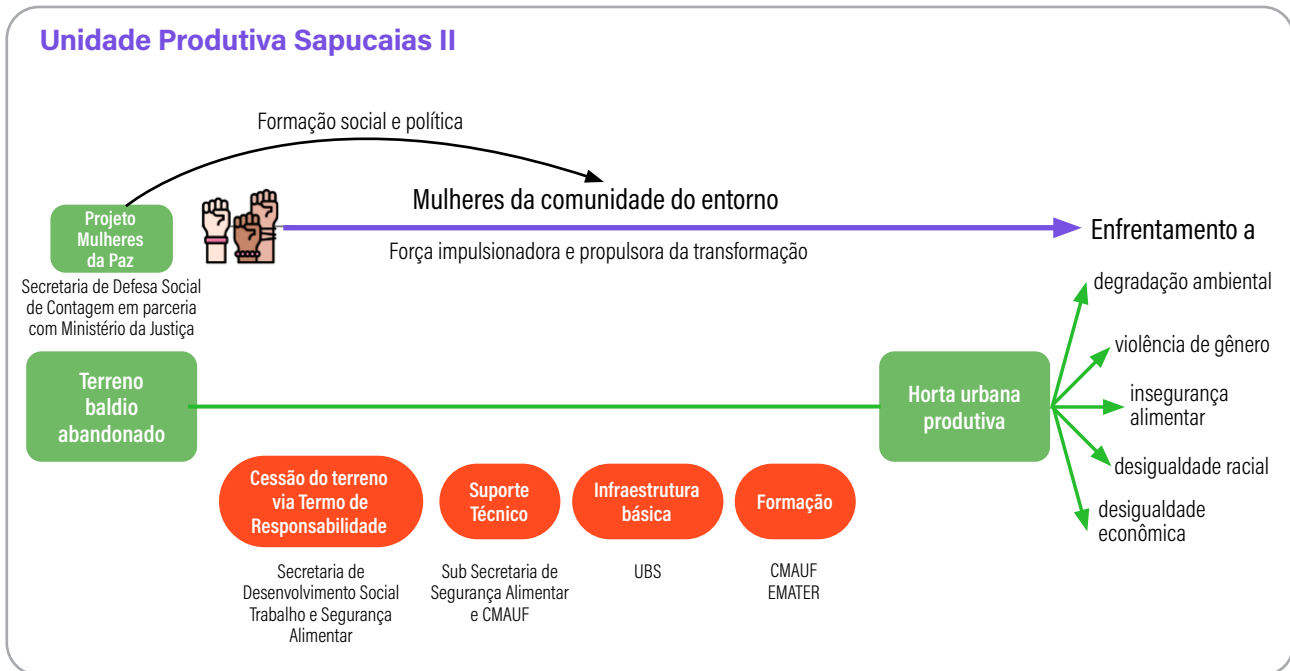 Unidade Produtiva Sapucaias II
Formação social e política
Mulheres da comunidade do entorno
Força impulsionadora e propulsora da transformação
Enfrentamento a
Projeto
Mulheres
da Paz
Secretaria de Defesa Social
de Contagem em parceria
com Ministério da Justiça
Terreno
baldio
abandonado
Horta urbana
produtiva
degradação ambiental
violência de gênero
insegurança
alimentar
desigualdade racial
desigualdade
econômica
Cessão do terreno
via Termo de
Responsabilidade
Secretaria de
Desenvolvimento Social
Trabalho e Segurança
Alimentar
Suporte
Técnico
Sub Secretaria de
Segurança Alimentar
e CMAUF
Infraestrutura
básica
UBS
Formação
CMAUF
EMATER